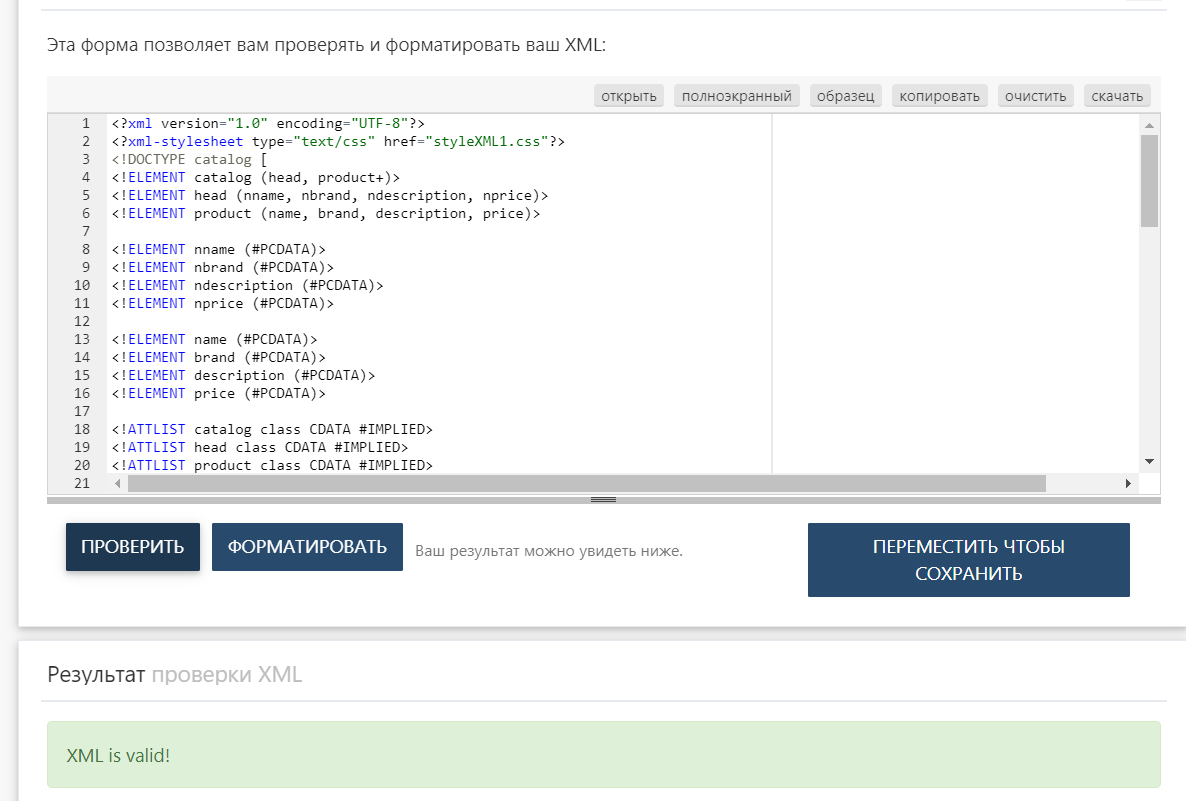 Эта форма позволяет вам проверять и форматировать ваш XML:
открыть полноэкранный образец копировать очистить скачать
1 <?xml version="1.0" encoding="UTF-8"?>
2 <?xml-stylesheet type="text/css" href="styleXML1.css"?>
3 <!DOCTYPE catalog [
4 <!ELEMENT catalog (head, product+)>
5 <!ELEMENT head (nname, nbrand, ndescription, nprice)>
6 <!ELEMENT product (name, brand, description, price)>
7
8 <!ELEMENT nname (#PCDATA)>
9 <!ELEMENT nbrand (#PCDATA)>
10 <!ELEMENT ndescription (#PCDATA)>
11 <!ELEMENT nprice (#PCDATA)>
12
13 <!ELEMENT name (#PCDATA)>
14 <!ELEMENT brand (#PCDATA)>
15 <!ELEMENT description (#PCDATA)>
16 <!ELEMENT price (#PCDATA)>
17
18 <!ATTLIST catalog class CDATA #IMPLIED>
19 <!ATTLIST head class CDATA #IMPLIED>
20 <!ATTLIST product class CDATA #IMPLIED>
21
ПРОВЕРИТЬ ФОРМАТИРОВАТЬ Ваш результат можно увидеть ниже. ПЕРЕМЕСТИТЬ ЧТОБЫ
СОХРАНИТЬ
Результат проверки XML
XML is valid!